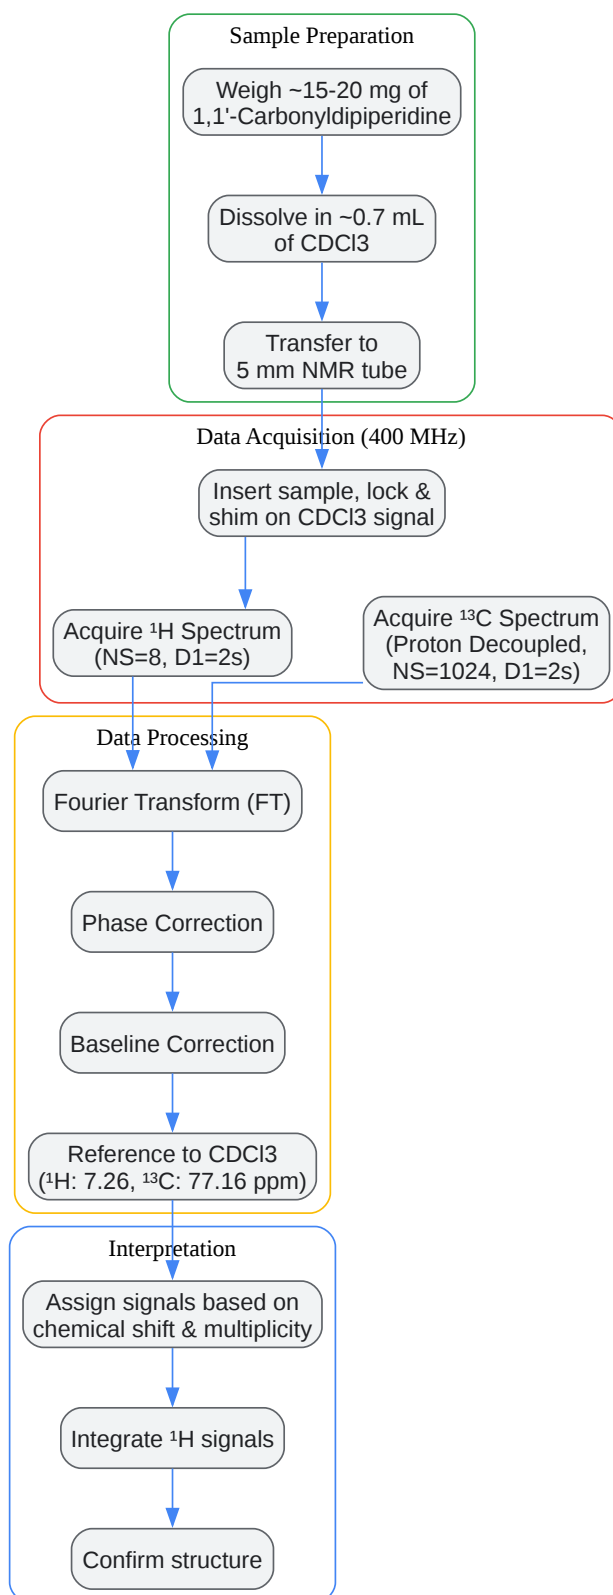 Sample Preparation
Weigh ~15-20 mg of
1,1'-Carbonyldipiperidine
Dissolve in ~0.7 mL
of CDCl3
Transfer to
5 mm NMR tube
Data Acquisition (400 MHz)
Insert sample, lock &
shim on CDCl3 signal
Acquire ¹H Spectrum
(NS=8, D1=2s)
Acquire ¹³C Spectrum
(Proton Decoupled,
NS=1024, D1=2s)
Data Processing
Fourier Transform (FT)
Phase Correction
Baseline Correction
Reference to CDCl3
(¹H: 7.26, ¹³C: 77.16 ppm)
Interpretation
Assign signals based on
chemical shift & multiplicity
Integrate ¹H signals
Confirm structure